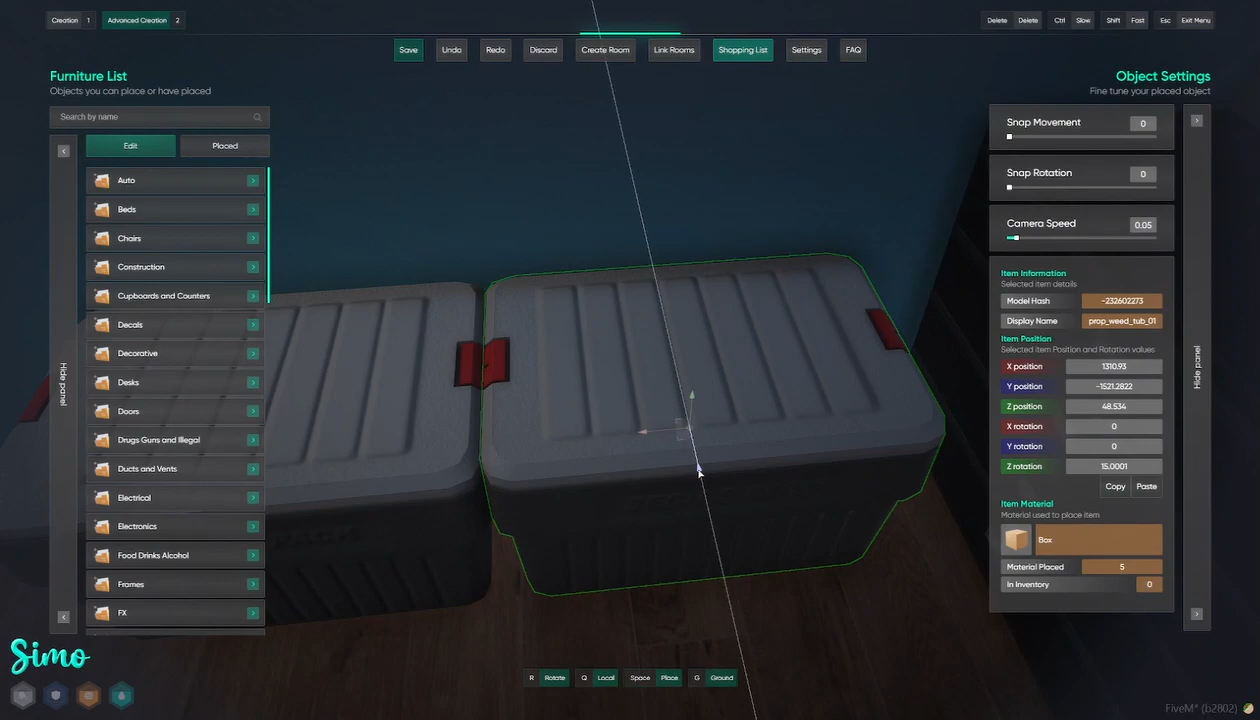 Creation 1
Advanced Creation 2
Delete Delete
Ctrl Slow
Shift Fast
Esc Exit Menu
Save
Undo
Redo
Discard
Create Room
Link Rooms
Shopping List
Settings
FAQ
Furniture List
Objects you can place or have placed
Search by name
Edit
Placed
Auto
Beds
Chairs
Construction
Cupboards and Counters
Decals
Decorative
Desks
Doors
Drugs Guns and Illegal
Ducts and Vents
Electrical
Electronics
Food Drinks Alcohol
Frames
FX
Hide panel
Object Settings
Fine tune your placed object
Snap Movement 0
Snap Rotation 0
Camera Speed 0.05
Item Information
Selected item details
Model Hash -232602273
Display Name prop_weed_tub_01
Item Position
Selected item Position and Rotation values
X position 1310.93
Y position -1521.2822
Z position 48.534
X rotation 0
Y rotation 0
Z rotation 15.0001
Copy Paste
Item Material
Material used to place item
Box
Material Placed 5
In Inventory 0
Hide panel
Simo
R Rotate
Q Local
Space Place
G Ground
FiveM* (b2802)